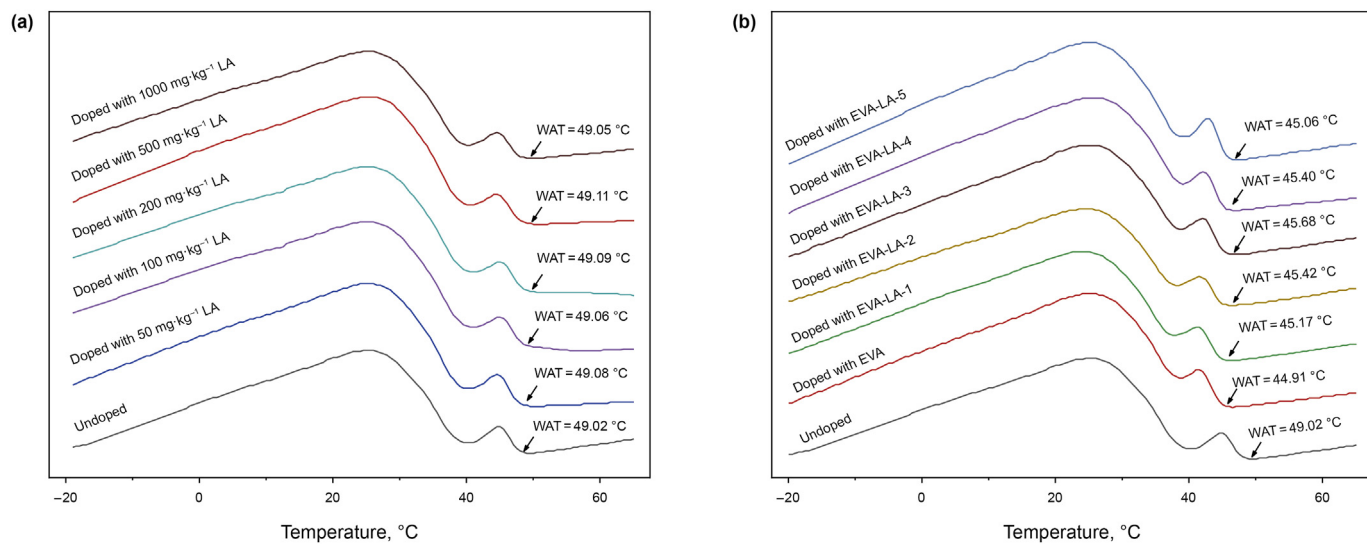 (a)
Doped with 1000 mg·kg⁻¹ LA
WAT = 49.05 °C
Doped with 500 mg·kg⁻¹ LA
WAT = 49.11 °C
Doped with 200 mg·kg⁻¹ LA
WAT = 49.09 °C
Doped with 100 mg·kg⁻¹ LA
WAT = 49.06 °C
Doped with 50 mg·kg⁻¹ LA
WAT = 49.08 °C
Undoped
WAT = 49.02 °C
–20 0 20 40 60
Temperature, °C
(b)
Doped with EVA-LA-5
WAT = 45.06 °C
Doped with EVA-LA-4
WAT = 45.40 °C
Doped with EVA-LA-3
WAT = 45.68 °C
Doped with EVA-LA-2
WAT = 45.42 °C
Doped with EVA-LA-1
WAT = 45.17 °C
Doped with EVA
WAT = 44.91 °C
Undoped
WAT = 49.02 °C
–20 0 20 40 60
Temperature, °C